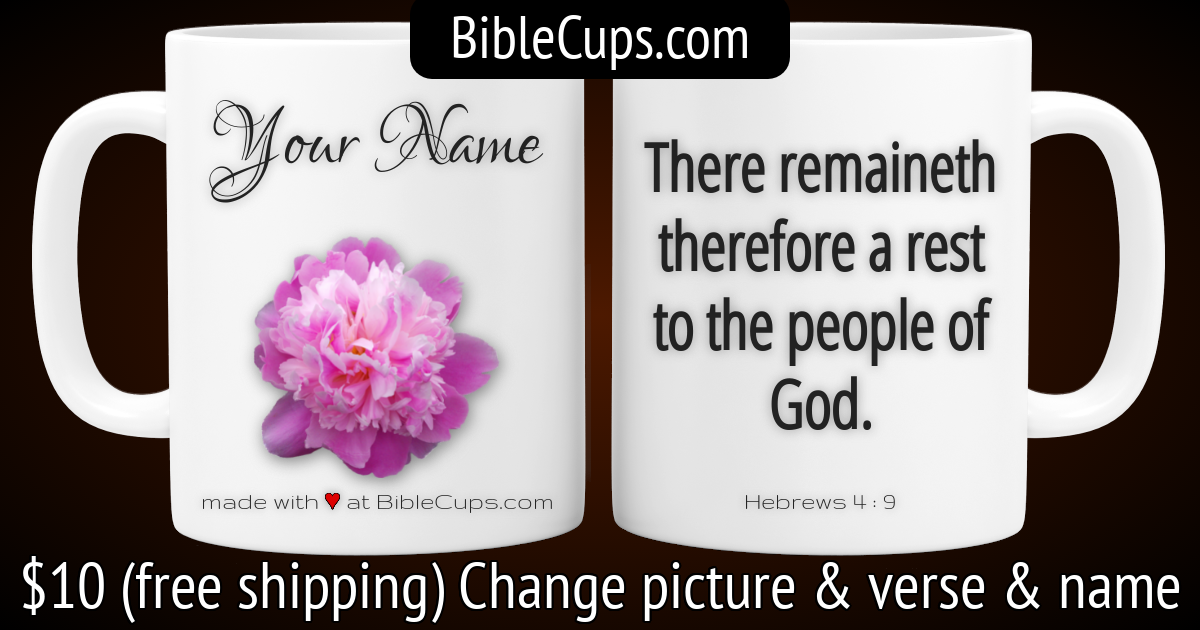 BibleCups.com
Your Name
made with ♥ at BibleCups.com
There remaineth
therefore a rest
to the people of
God.
Hebrews 4:9
$10 (free shipping) Change picture & verse & name